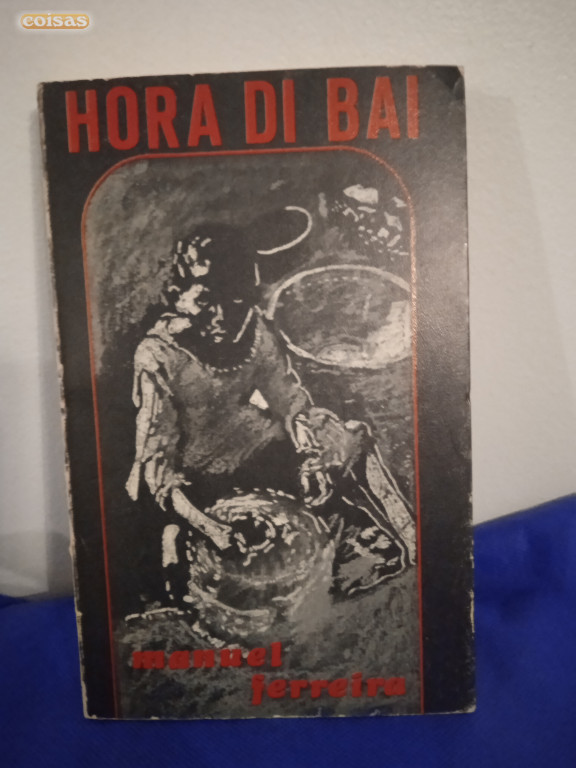 coisas
HORA DI BAI
manuel
ferreira